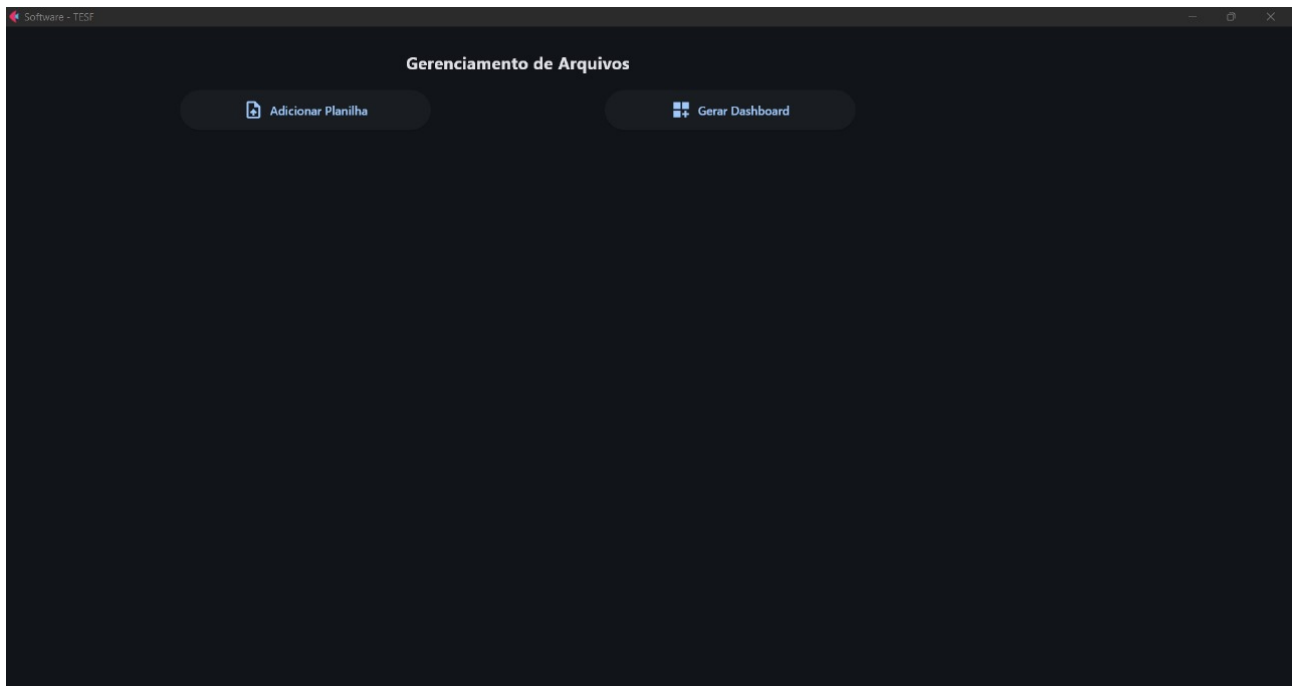 Software - TESF
Gerenciamento de Arquivos
Adicionar Planilha
Gerar Dashboard